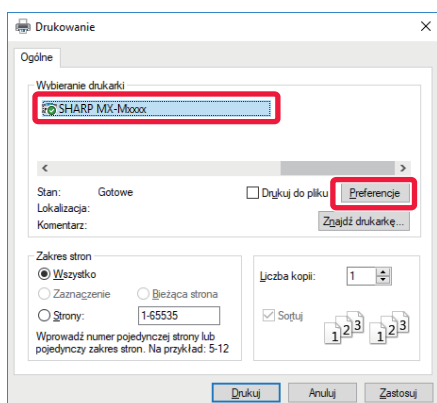 Drukowanie
Ogólne
Wybieranie drukarki
SHARP MX-Mxxxx
Stan: Gotowe
Drukuj do pliku
Preferencje
Lokalizacja:
Komentarz:
Znajdź drukarkę...
Zakres stron
Wszystko
Zaznaczenie
Bieżąca strona
Strony: 1-65535
Wprowadź numer pojedynczej strony lub
pojedynczy zakres stron. Na przykład: 5-12
Liczba kopii: 1
Sortuj
1 2 3 1 2 3
Drukuj Anuluj Zastosuj